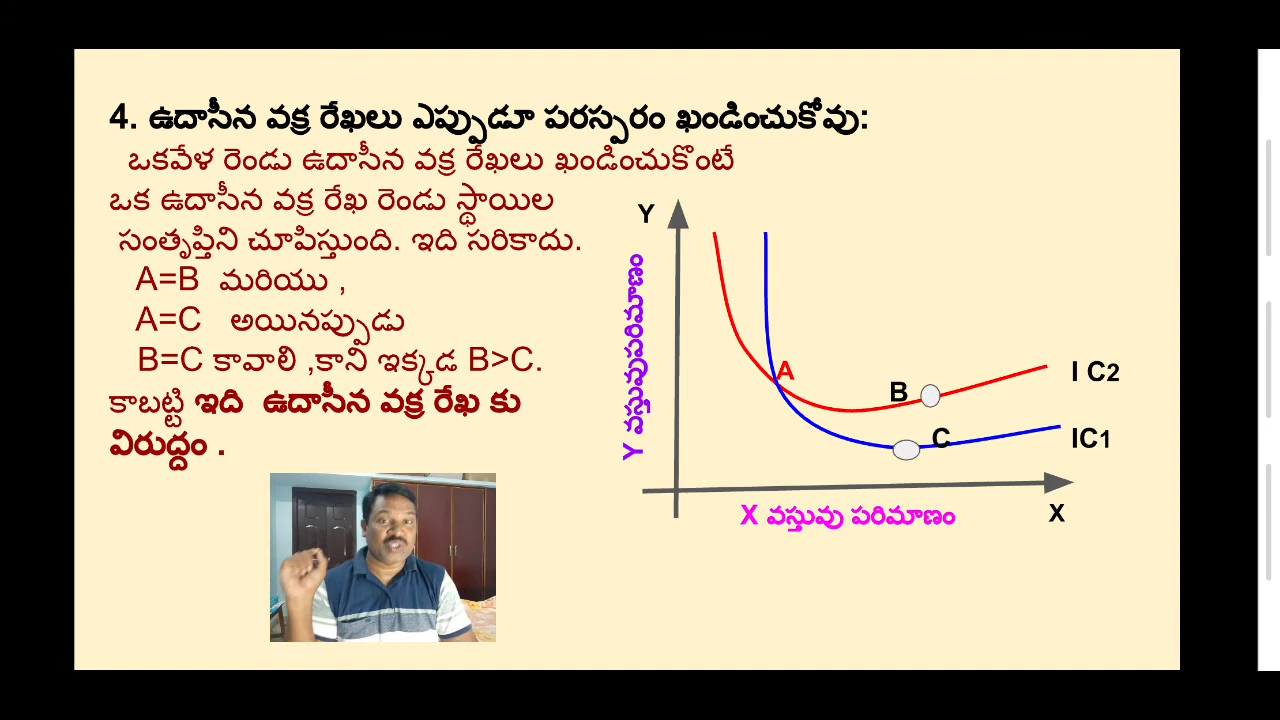 4. ఉదాసీన వక్ర రేఖలు ఎప్పుడూ పరస్పరం ఖండించుకోవు:
ఒకవేళ రెండు ఉదాసీన వక్ర రేఖలు ఖండించుకొంటే
ఒక ఉదాసీన వక్ర రేఖ రెండు స్థాయిల
సంతృప్తిని చూపిస్తుంది. ఇది సరికాదు.
A=B మరియు ,
A=C అయినప్పుడు
B=C కావాలి ,కాని ఇక్కడ B>C.
కాబట్టి ఇది ఉదాసీన వక్ర రేఖ కు
విరుద్దం .
Y
Y వస్తువుపరిమాణం
A
B
I C2
C
IC1
X వస్తువు పరిమాణం
X